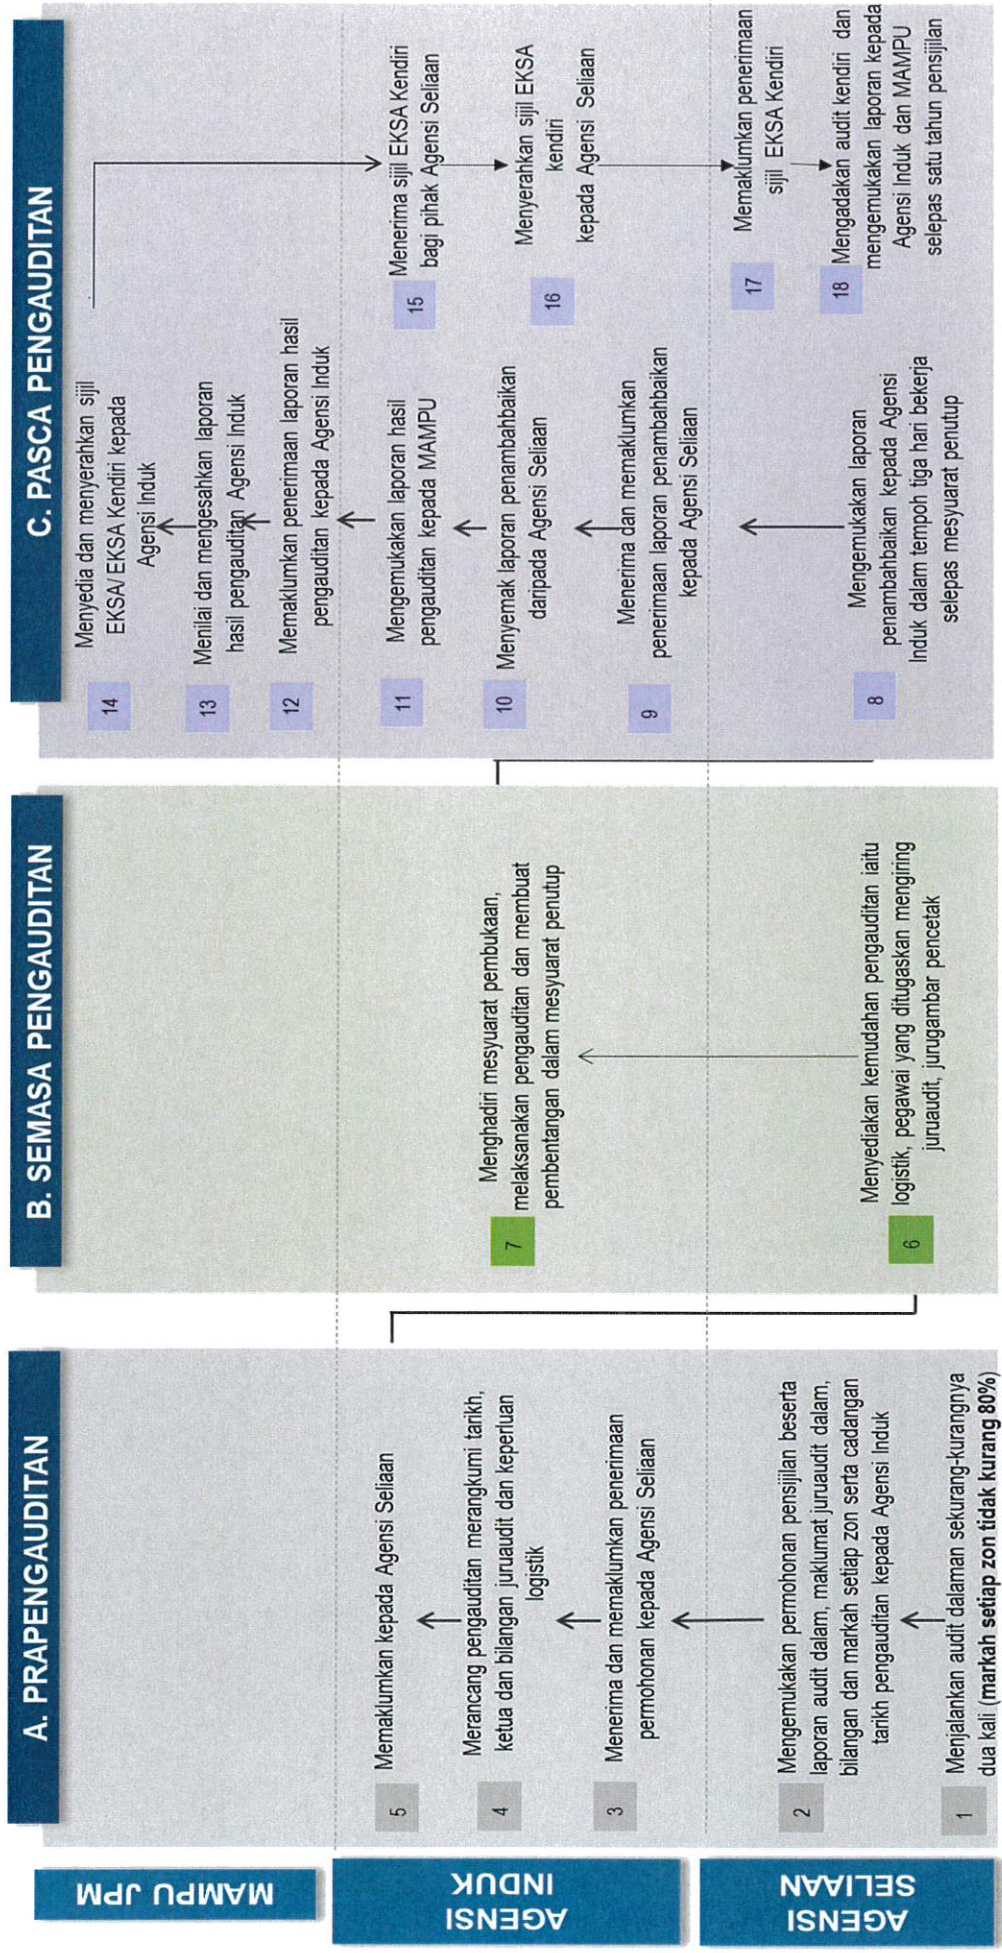 A. PRAPENGAUDITAN
B. SEMASA PENGAUDITAN
C. PASCA PENGAUDITAN
MAMPU JPM
AGENSI
INDUK
AGENSI
SELIAAN
5
Memaklumkan kepada Agensi Seliaan
4
Merancang pengauditan merangkumi tarikh,
ketua dan bilangan juruaudit dan keperluan
logistik
3
Menerima dan memaklumkan penerimaan
permohonan kepada Agensi Seliaan
2
Mengemukakan permohonan pensijilan beserta
laporan audit dalam, maklumat juruaudit dalam,
bilangan dan markah setiap zon serta cadangan
tarikh pengauditan kepada Agensi Induk
1
Menjalankan audit dalaman sekurang-kurangnya
dua kali (markah setiap zon tidak kurang 80%)
7
Menghadiri mesyuarat pembukaan,
melaksanakan pengauditan dan membuat
pembentangan dalam mesyuarat penutup
6
Menyediakan kemudahan pengauditan iaitu
logistik, pegawai yang ditugaskan mengiring
juruaudit, jurugambar pencetak
14
Menyedia dan menyerahkan sijil
EKSA/ EKSA Kendiri kepada
Agensi Induk
13
Menilai dan mengesahkan laporan
hasil pengauditan Agensi Induk
12
Memaklumkan penerimaan laporan hasil
pengauditan kepada Agensi Induk
11
Mengemukakan laporan hasil
pengauditan kepada MAMPU
10
Menyemak laporan penambahbaikan
daripada Agensi Seliaan
9
Menerima dan memaklumkan
penerimaan laporan penambahbaikan
kepada Agensi Seliaan
8
Mengemukakan laporan
penambahbaikan kepada Agensi
Induk dalam tempoh tiga hari bekerja
selepas mesyuarat penutup
15
Menerima sijil EKSA Kendiri
bagi pihak Agensi Seliaan
16
Menyerahkan sijil EKSA
kendiri
kepada Agensi Seliaan
17
Memaklumkan penerimaan
sijil EKSA Kendiri
18
Mengadakan audit kendiri dan
mengemukakan laporan kepada
Agensi Induk dan MAMPU
selepas satu tahun pensijilan